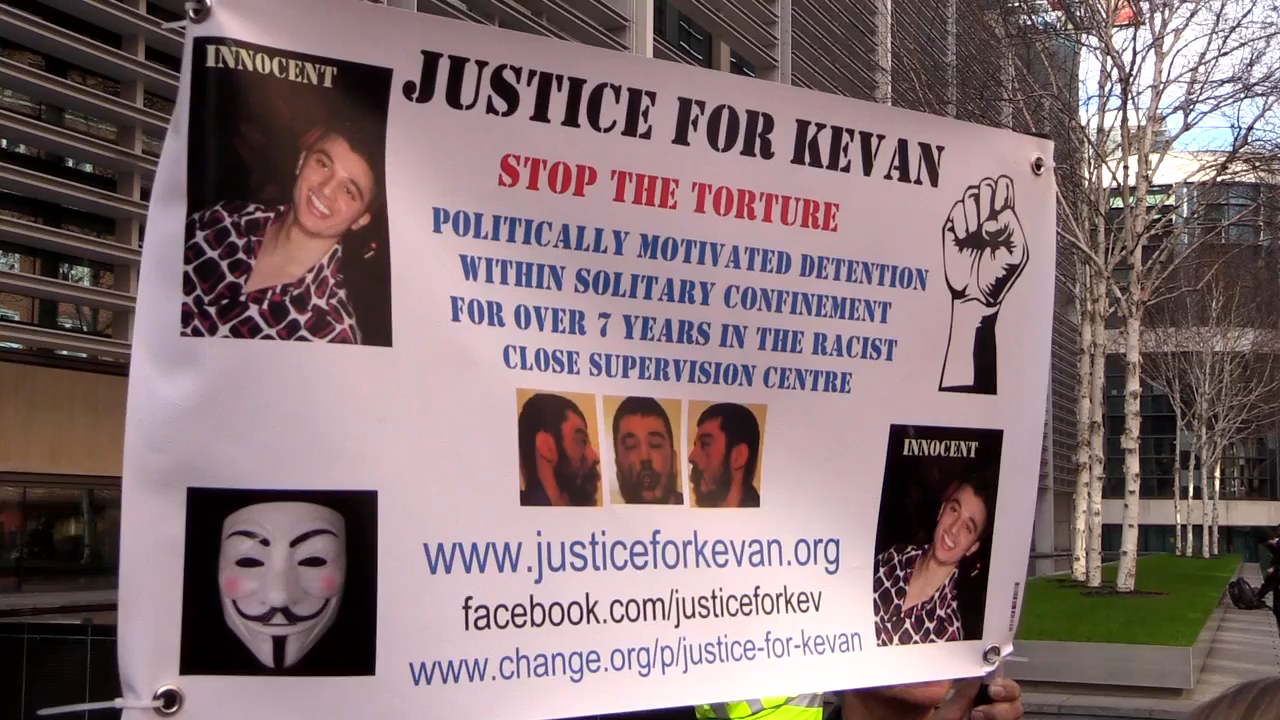 INNOCENT
JUSTICE FOR KEVAN
STOP THE TORTURE
POLITICALLY MOTIVATED DETENTION
WITHIN SOLITARY CONFINEMENT
FOR OVER 7 YEARS IN THE RACIST
CLOSE SUPERVISION CENTRE
INNOCENT
www.justiceforkevan.org
facebook.com/justiceforkev
www.change.org/p/justice-for-kevan